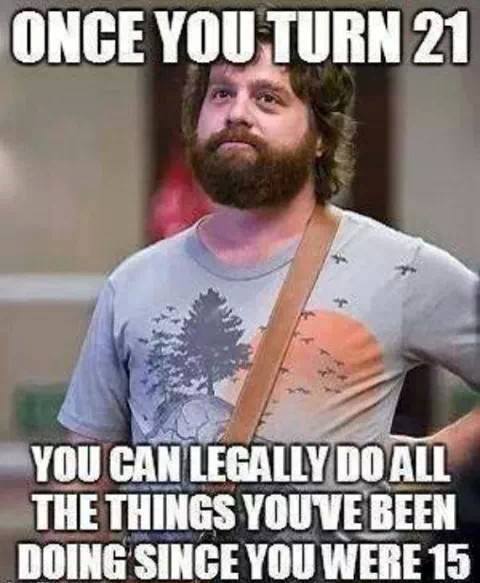 ONCE YOU TURN 21
YOU CAN LEGALLY DO ALL
THE THINGS YOU'VE BEEN
DOING SINCE YOU WERE 15